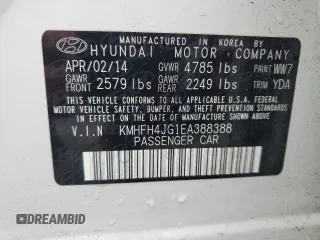 MANUFACTURED IN KOREA BY
HYUNDAI MOTOR COMPANY
APR/02/14 GVWR 4785 lbs PAINT WW7
GAWR FRONT 2579 lbs GAWR REAR 2249 lbs TRIM YDA
THIS VEHICLE CONFORMS TO ALL APPLICABLE
FEDERAL MOTOR VEHICLE SAFETY, BUMPER, AND
THEFT PREVENTION STANDARDS IN EFFECT ON
THE DATE OF MANUFACTURE SHOWN ABOVE.
V.I.N KMHFH4JG1EA388388
PASSENGER CAR
DREAMBID